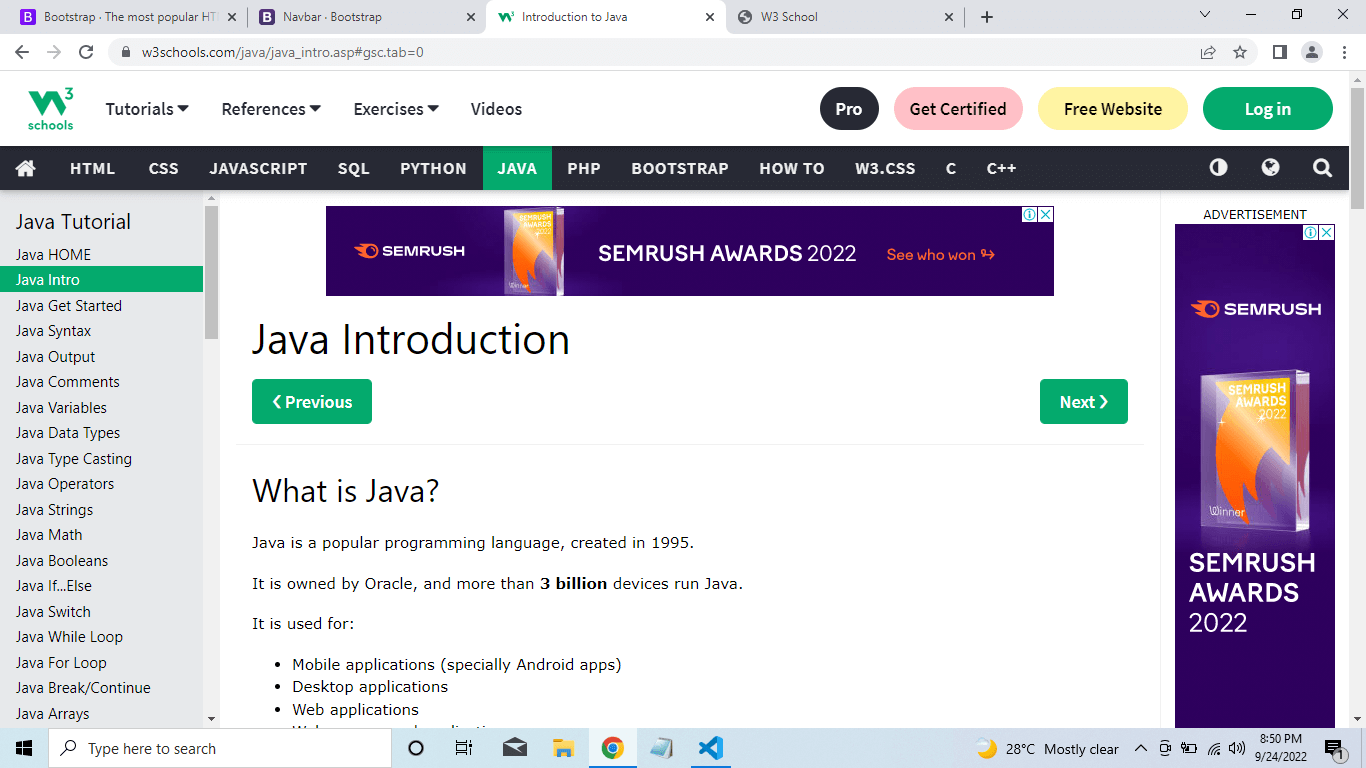 Bootstrap · The most popular HT
Navbar · Bootstrap
Introduction to Java
W3 School
w3schools.com/java/java_intro.asp#gsc.tab=0
3
schools
Tutorials
References
Exercises
Videos
Pro
Get Certified
Free Website
Log in
HTML
CSS
JAVASCRIPT
SQL
PYTHON
JAVA
PHP
BOOTSTRAP
HOW TO
W3.CSS
C
C++
Java Tutorial
Java HOME
Java Intro
Java Get Started
Java Syntax
Java Output
Java Comments
Java Variables
Java Data Types
Java Type Casting
Java Operators
Java Strings
Java Math
Java Booleans
Java If...Else
Java Switch
Java While Loop
Java For Loop
Java Break/Continue
Java Arrays
SEMRUSH
SEMRUSH
AWARDS
2022
Winner
SEMRUSH AWARDS 2022
See who won
Java Introduction
❮ Previous
Next ❯
What is Java?
Java is a popular programming language, created in 1995.
It is owned by Oracle, and more than 3 billion devices run Java.
It is used for:
• Mobile applications (specially Android apps)
• Desktop applications
• Web applications
ADVERTISEMENT
SEMRUSH
SEMRUSH
AWARDS
2022
Winner
SEMRUSH
AWARDS
2022
Type here to search
28°C Mostly clear
8:50 PM
9/24/2022
1